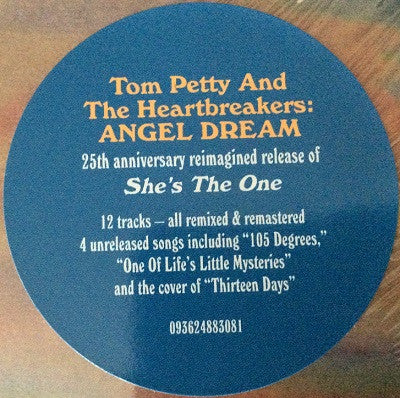 Tom Petty And
The Heartbreakers:
ANGEL DREAM
25th anniversary reimagined release of
She's The One
12 tracks – all remixed & remastered
4 unreleased songs including "105 Degrees,"
"One Of Life's Little Mysteries"
and the cover of "Thirteen Days"
093624883081